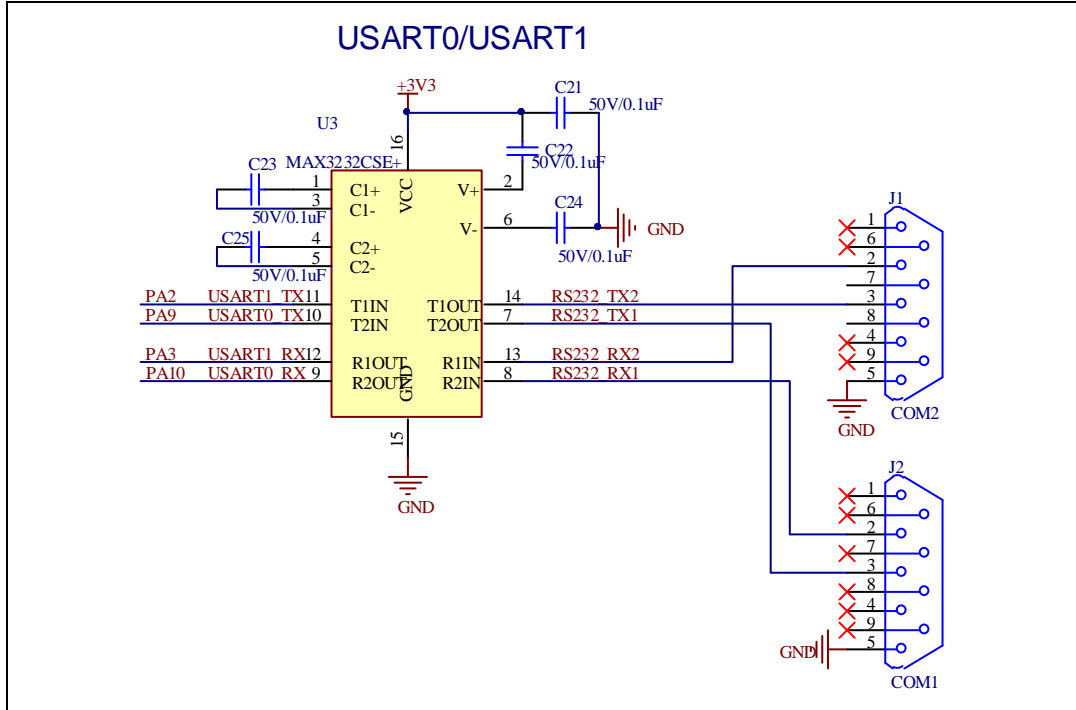 USART0/USART1
+3V3
C21
50V/0.1uF
U3
16
C22
50V/0.1uF
MAX3232CSE+
C23
1 C1+ VCC V+ 2
3 C1-
50V/0.1uF
C24
V- 6
GND
C25
4 C2+
5 C2-
50V/0.1uF
50V/0.1uF
PA2 USART1_TX 11 T1IN T1OUT 14 RS232_TX2
PA9 USART0_TX 10 T2IN T2OUT 7 RS232_TX1
PA3 USART1_RX 12 R1OUT R1IN 13 RS232_RX2
PA10 USART0_RX 9 R2OUT GND R2IN 8 RS232_RX1
15
GND
J1
1
6
2
7
3
8
4
9
5
COM2
GND
J2
1
6
2
7
3
8
4
9
5
GND
COM1